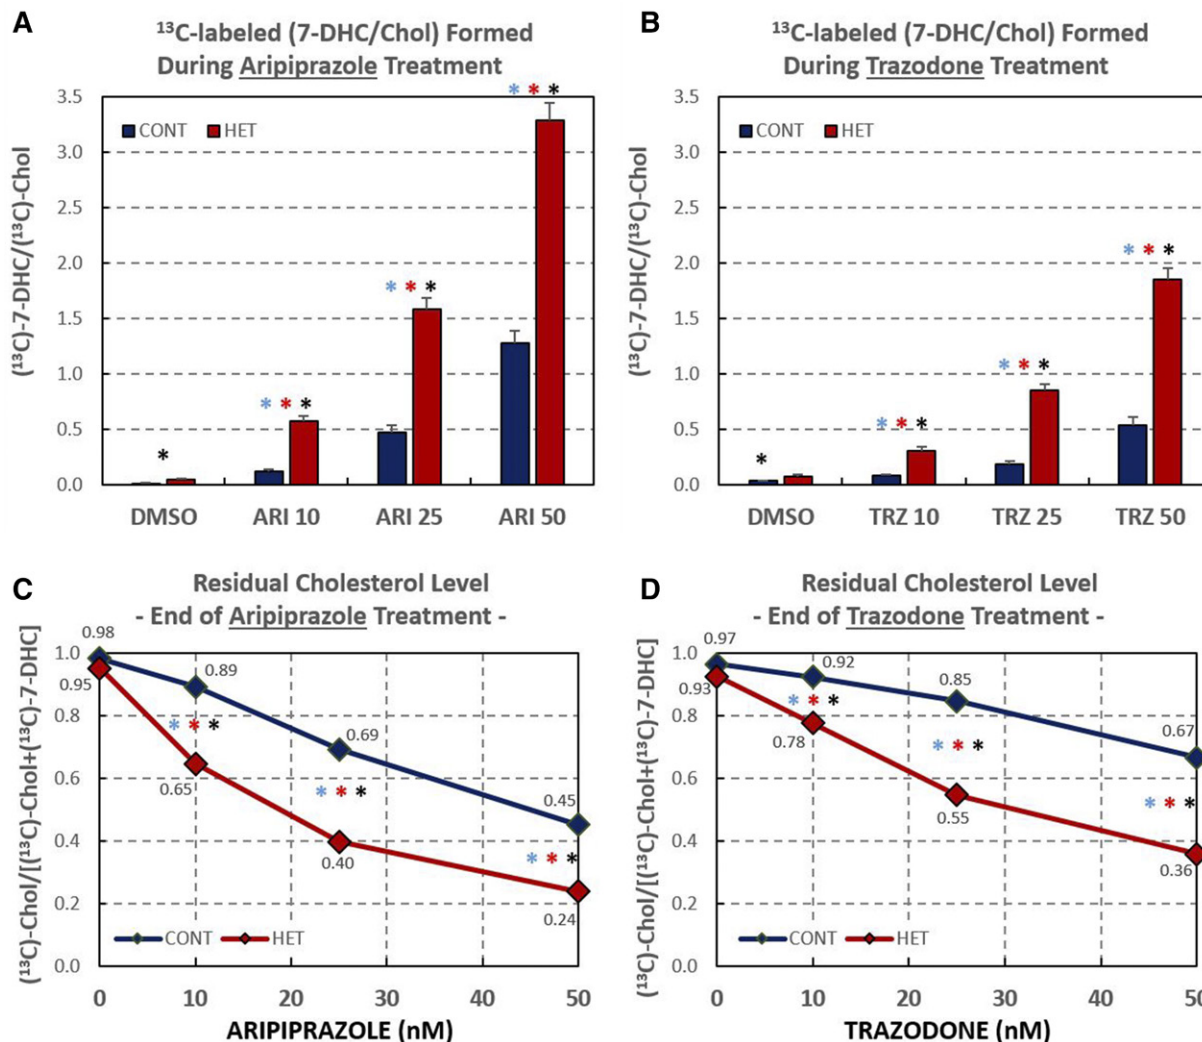 A
¹³C-labeled (7-DHC/Chol) Formed
During Aripiprazole Treatment
(¹³C)-7-DHC/(¹³C)-Chol
3.5
3.0
2.5
2.0
1.5
1.0
0.5
0.0
CONT HET
* * *
* * *
* * *
*
DMSO ARI 10 ARI 25 ARI 50
B
¹³C-labeled (7-DHC/Chol) Formed
During Trazodone Treatment
(¹³C)-7-DHC/(¹³C)-Chol
3.5
3.0
2.5
2.0
1.5
1.0
0.5
0.0
CONT HET
* * *
* * *
* * *
*
DMSO TRZ 10 TRZ 25 TRZ 50
C
Residual Cholesterol Level
- End of Aripiprazole Treatment -
(¹³C)-Chol/[(¹³C)-Chol+(¹³C)-7-DHC]
1.0
0.8
0.6
0.4
0.2
0.0
0.98
0.95
0.89
0.65
0.69
0.40
0.45
0.24
* * *
* * *
* * *
CONT HET
0 10 20 30 40 50
ARIPIPRAZOLE (nM)
D
Residual Cholesterol Level
- End of Trazodone Treatment -
(¹³C)-Chol/[(¹³C)-Chol+(¹³C)-7-DHC]
1.0
0.8
0.6
0.4
0.2
0.0
0.97
0.93
0.92
0.78
0.85
0.55
0.67
0.36
* * *
* * *
* * *
CONT HET
0 10 20 30 40 50
TRAZODONE (nM)